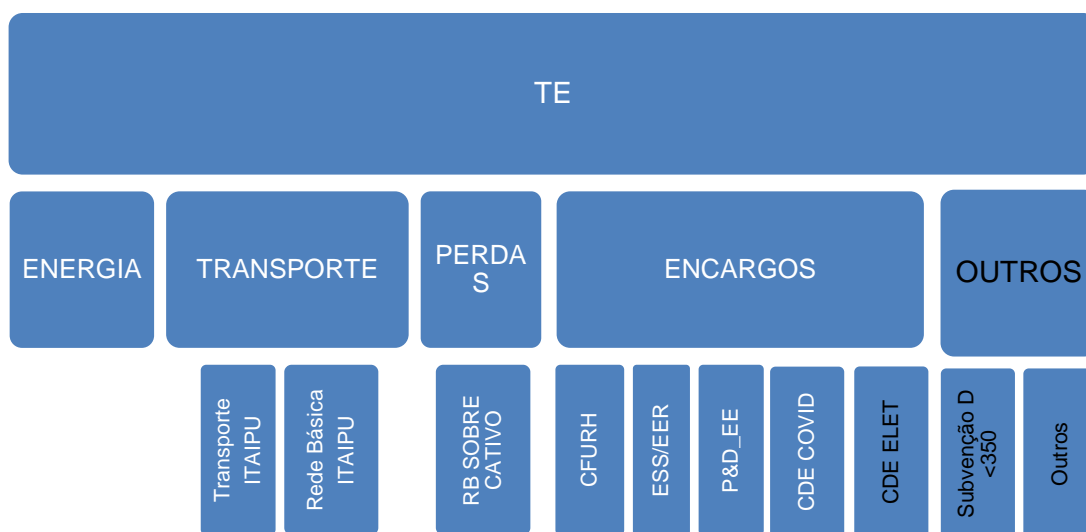 TE
ENERGIA
TRANSPORTE
PERDA
S
ENCARGOS
OUTROS
Transporte
ITAIPU
Rede Básica
ITAIPU
RB SOBRE
CATIVO
CFURH
ESS/EER
P&D_EE
CDE COVID
CDE ELET
Subvenção D
<350
Outros